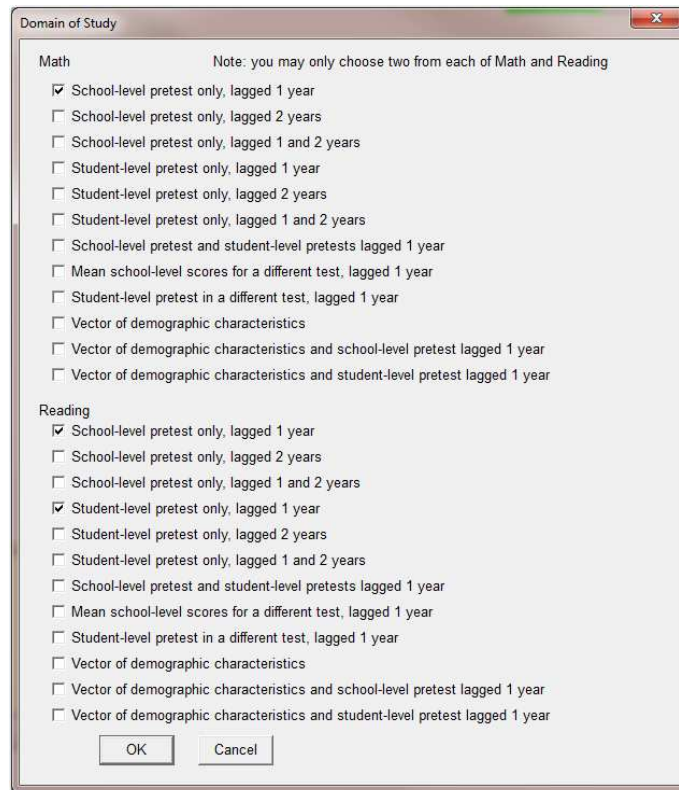 Domain of Study
Math Note: you may only choose two from each of Math and Reading
School-level pretest only, lagged 1 year
School-level pretest only, lagged 2 years
School-level pretest only, lagged 1 and 2 years
Student-level pretest only, lagged 1 year
Student-level pretest only, lagged 2 years
Student-level pretest only, lagged 1 and 2 years
School-level pretest and student-level pretests lagged 1 year
Mean school-level scores for a different test, lagged 1 year
Student-level pretest in a different test, lagged 1 year
Vector of demographic characteristics
Vector of demographic characteristics and school-level pretest lagged 1 year
Vector of demographic characteristics and student-level pretest lagged 1 year
Reading
School-level pretest only, lagged 1 year
School-level pretest only, lagged 2 years
School-level pretest only, lagged 1 and 2 years
Student-level pretest only, lagged 1 year
Student-level pretest only, lagged 2 years
Student-level pretest only, lagged 1 and 2 years
School-level pretest and student-level pretests lagged 1 year
Mean school-level scores for a different test, lagged 1 year
Student-level pretest in a different test, lagged 1 year
Vector of demographic characteristics
Vector of demographic characteristics and school-level pretest lagged 1 year
Vector of demographic characteristics and student-level pretest lagged 1 year
OK Cancel